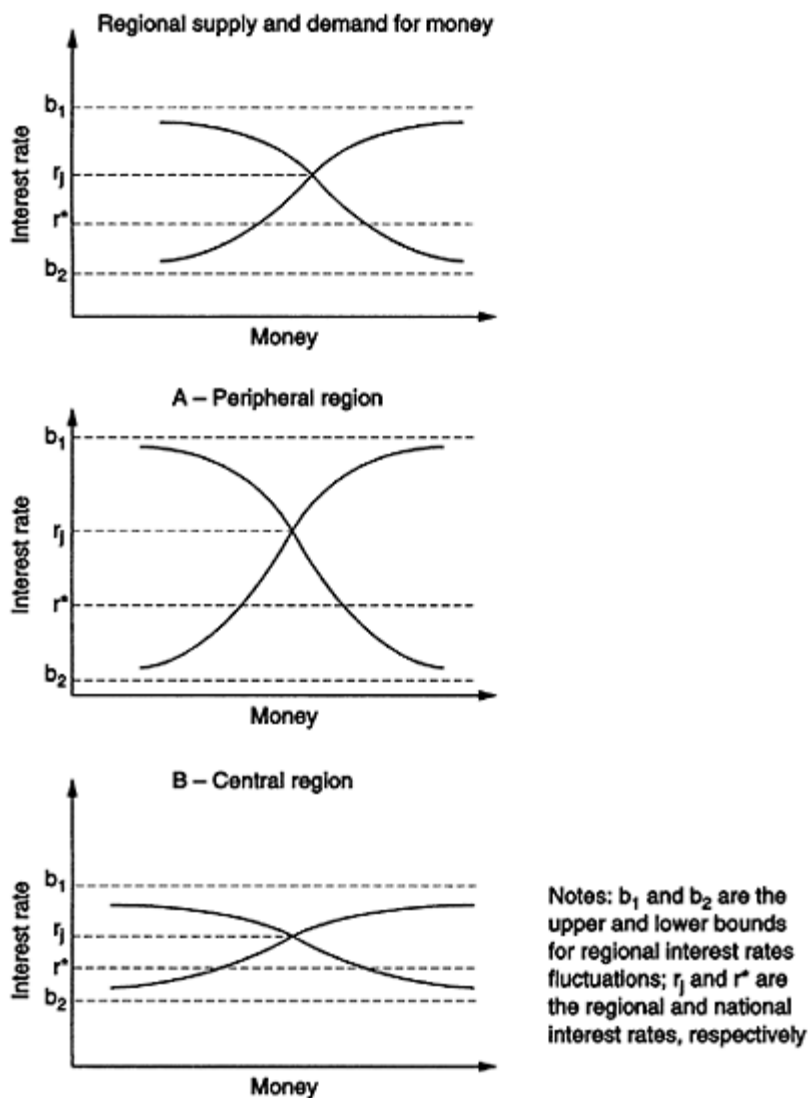 Regional supply and demand for money
b₁
rⱼ
r*
b₂
Interest rate
Money
A – Peripheral region
b₁
rⱼ
r*
b₂
Interest rate
Money
B – Central region
b₁
rⱼ
r*
b₂
Interest rate
Money
Notes: b₁ and b₂ are the
upper and lower bounds
for regional interest rates
fluctuations; rⱼ and r* are
the regional and national
interest rates, respectively